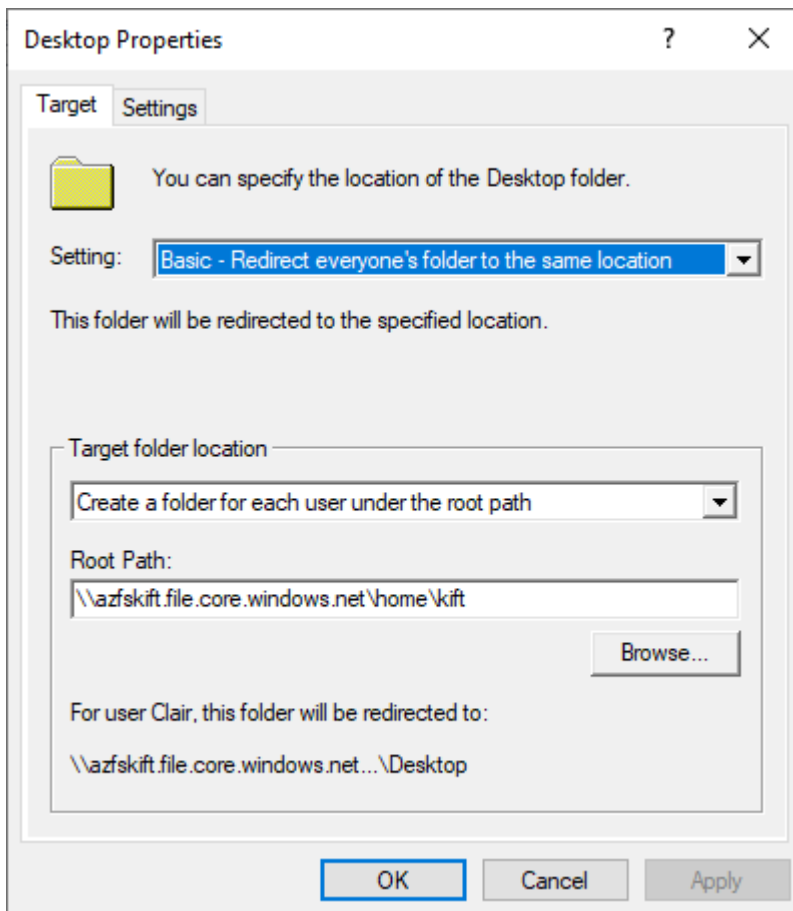 Desktop Properties
?
Target
Settings
You can specify the location of the Desktop folder.
Setting:
Basic - Redirect everyone's folder to the same location
This folder will be redirected to the specified location.
Target folder location
Create a folder for each user under the root path
Root Path:
\\azfskift.file.core.windows.net\home\kift
Browse...
For user Clair, this folder will be redirected to:
\\azfskift.file.core.windows.net...\Desktop
OK
Cancel
Apply